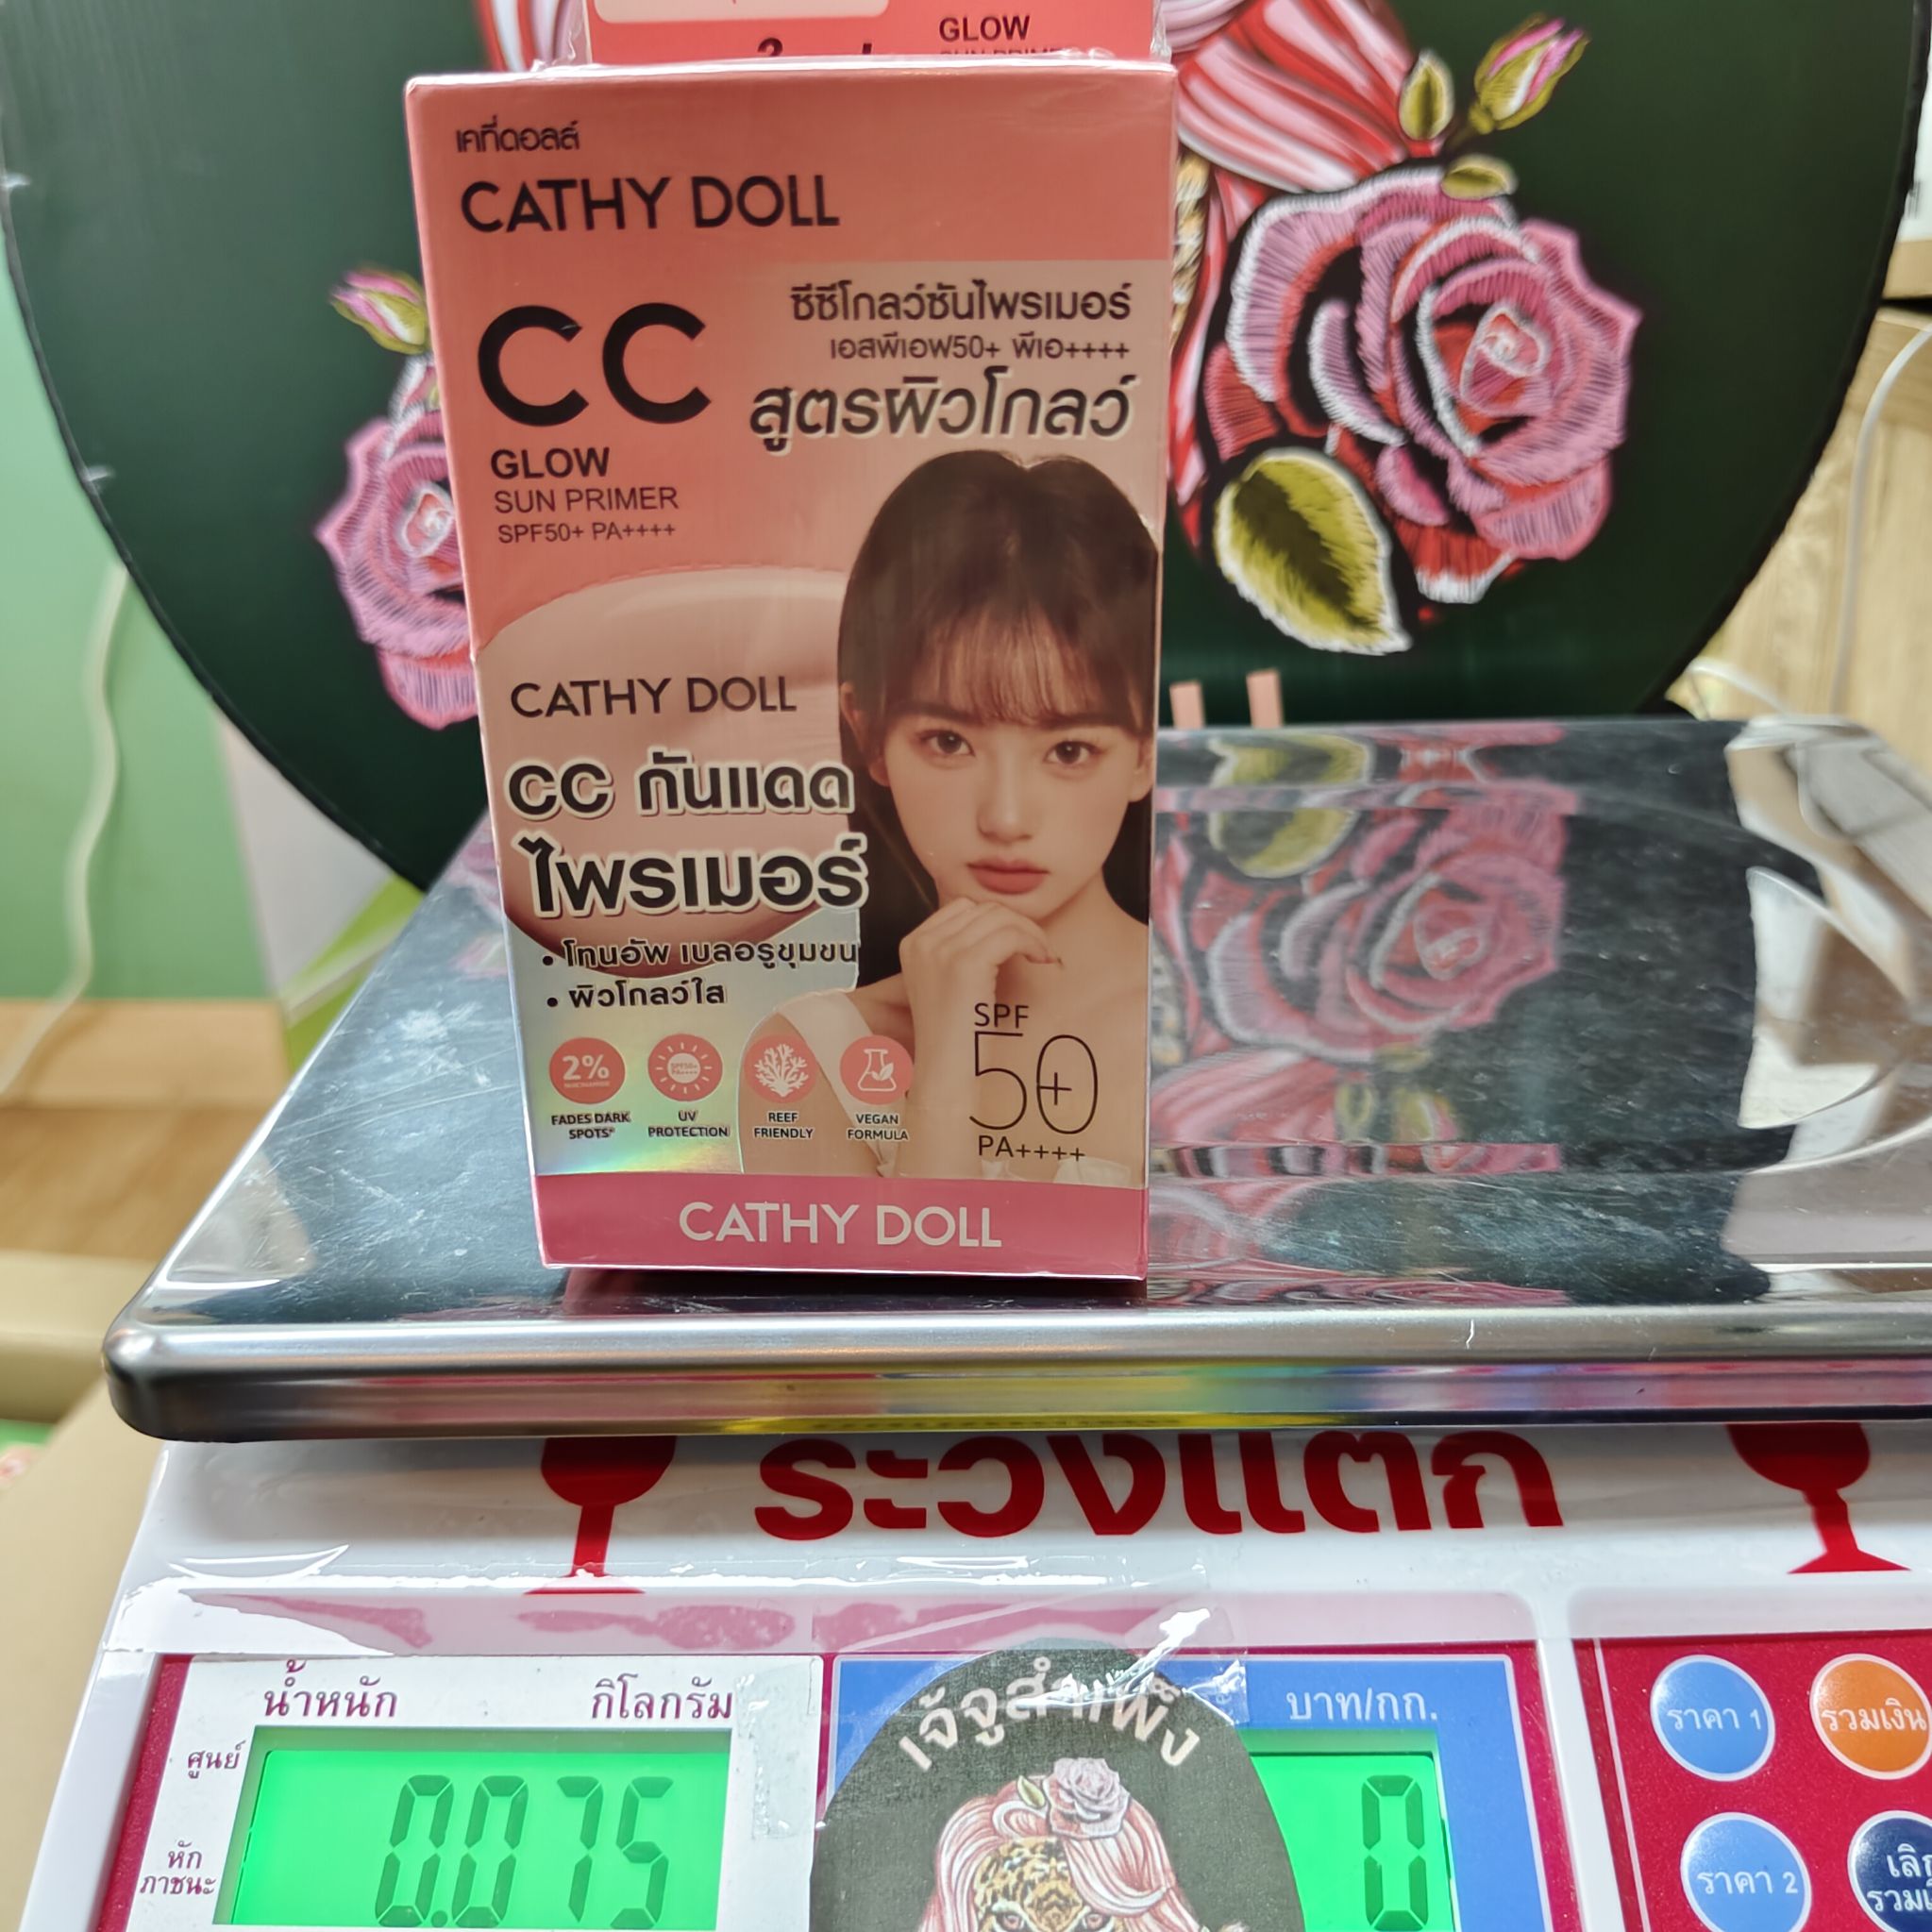 GLOW
เคที่ดอลล์
CATHY DOLL
CC
GLOW
SUN PRIMER
SPF50+ PA++++
ซีซีโกลว์ซันไพรเมอร์
เอสพีเอฟ50+ พีเอ++++
สูตรผิวโกลว์
CATHY DOLL
CC กันแดด
ไพรเมอร์
• โทนอัพ เบลอรูขุมขน
• ผิวโกลว์ใส
2%
FADES DARK
SPOTS*
UV
PROTECTION
REEF
FRIENDLY
VEGAN
FORMULA
SPF
50+
PA++++
CATHY DOLL
ระวังแตก
น้ำหนัก กิโลกรัม
ศูนย์
หัก
ภาชนะ
0.075
เจ้จูสำเพ็ง
บาท/กก.
0
ราคา 1
รวมเงิน
ราคา 2